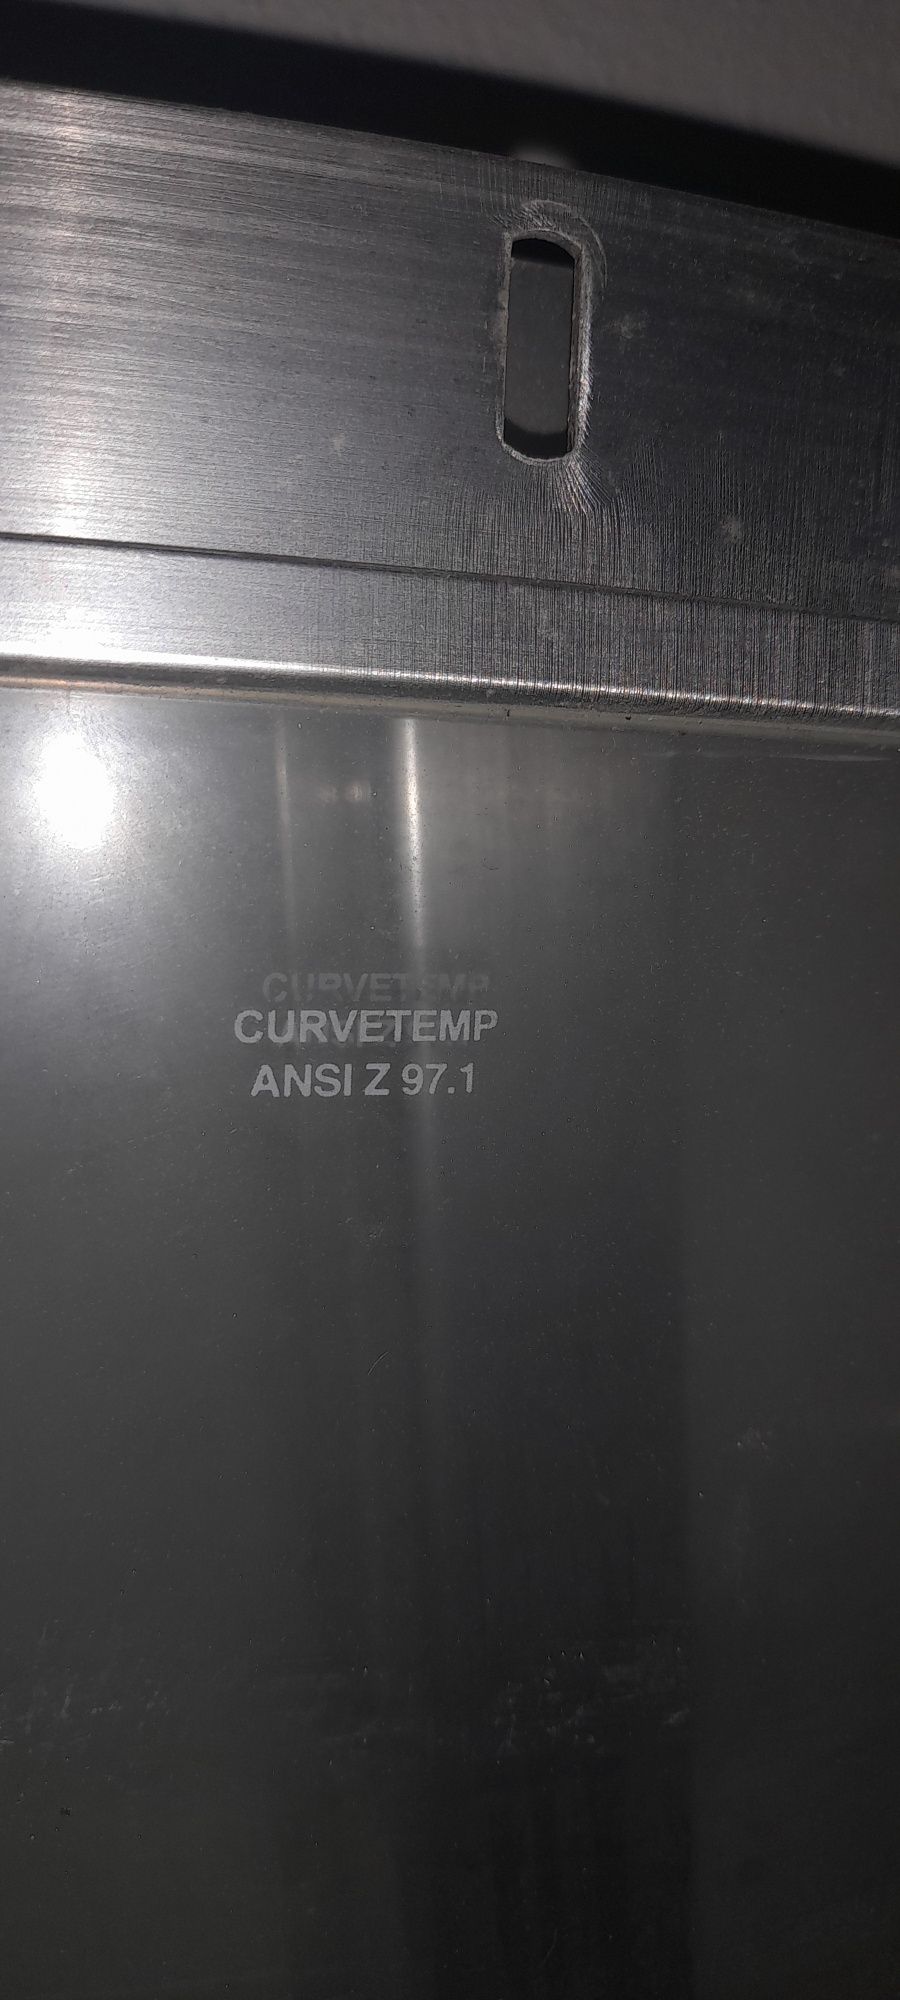 CURVETEMP
ANSI Z 97.1